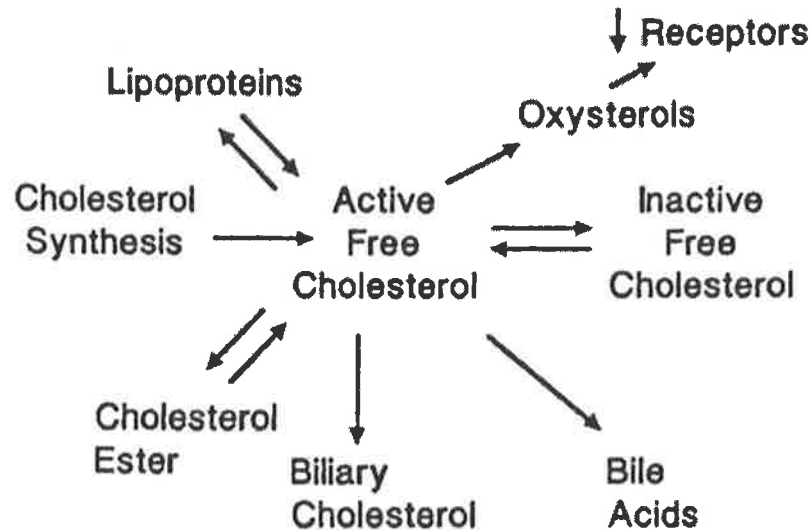 ↓ Receptors
Lipoproteins
Oxysterols
Cholesterol
Synthesis
Active
Free
Cholesterol
Inactive
Free
Cholesterol
Cholesterol
Ester
Biliary
Cholesterol
Bile
Acids